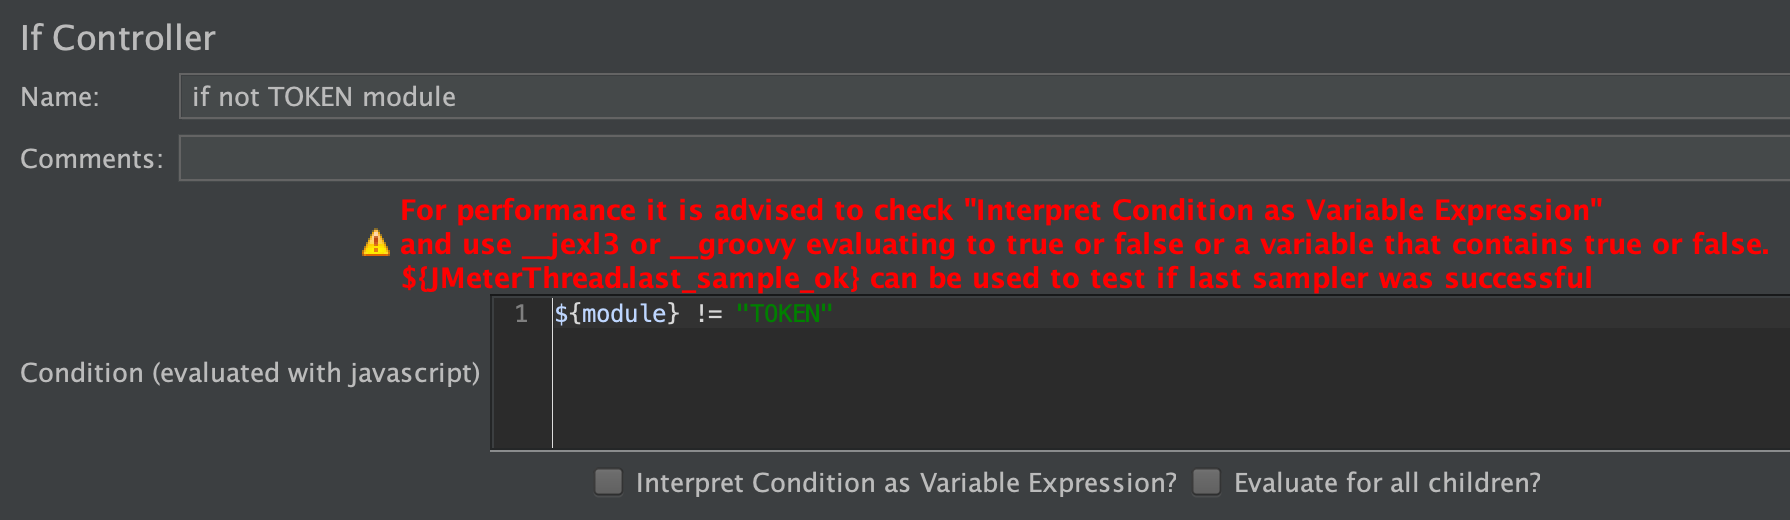 If Controller
Name: if not TOKEN module
Comments:
For performance it is advised to check "Interpret Condition as Variable Expression"
and use __jexl3 or __groovy evaluating to true or false or a variable that contains true or false.
${JMeterThread.last_sample_ok} can be used to test if last sampler was successful
1 ${module} != "TOKEN"
Condition (evaluated with javascript)
Interpret Condition as Variable Expression? Evaluate for all children?